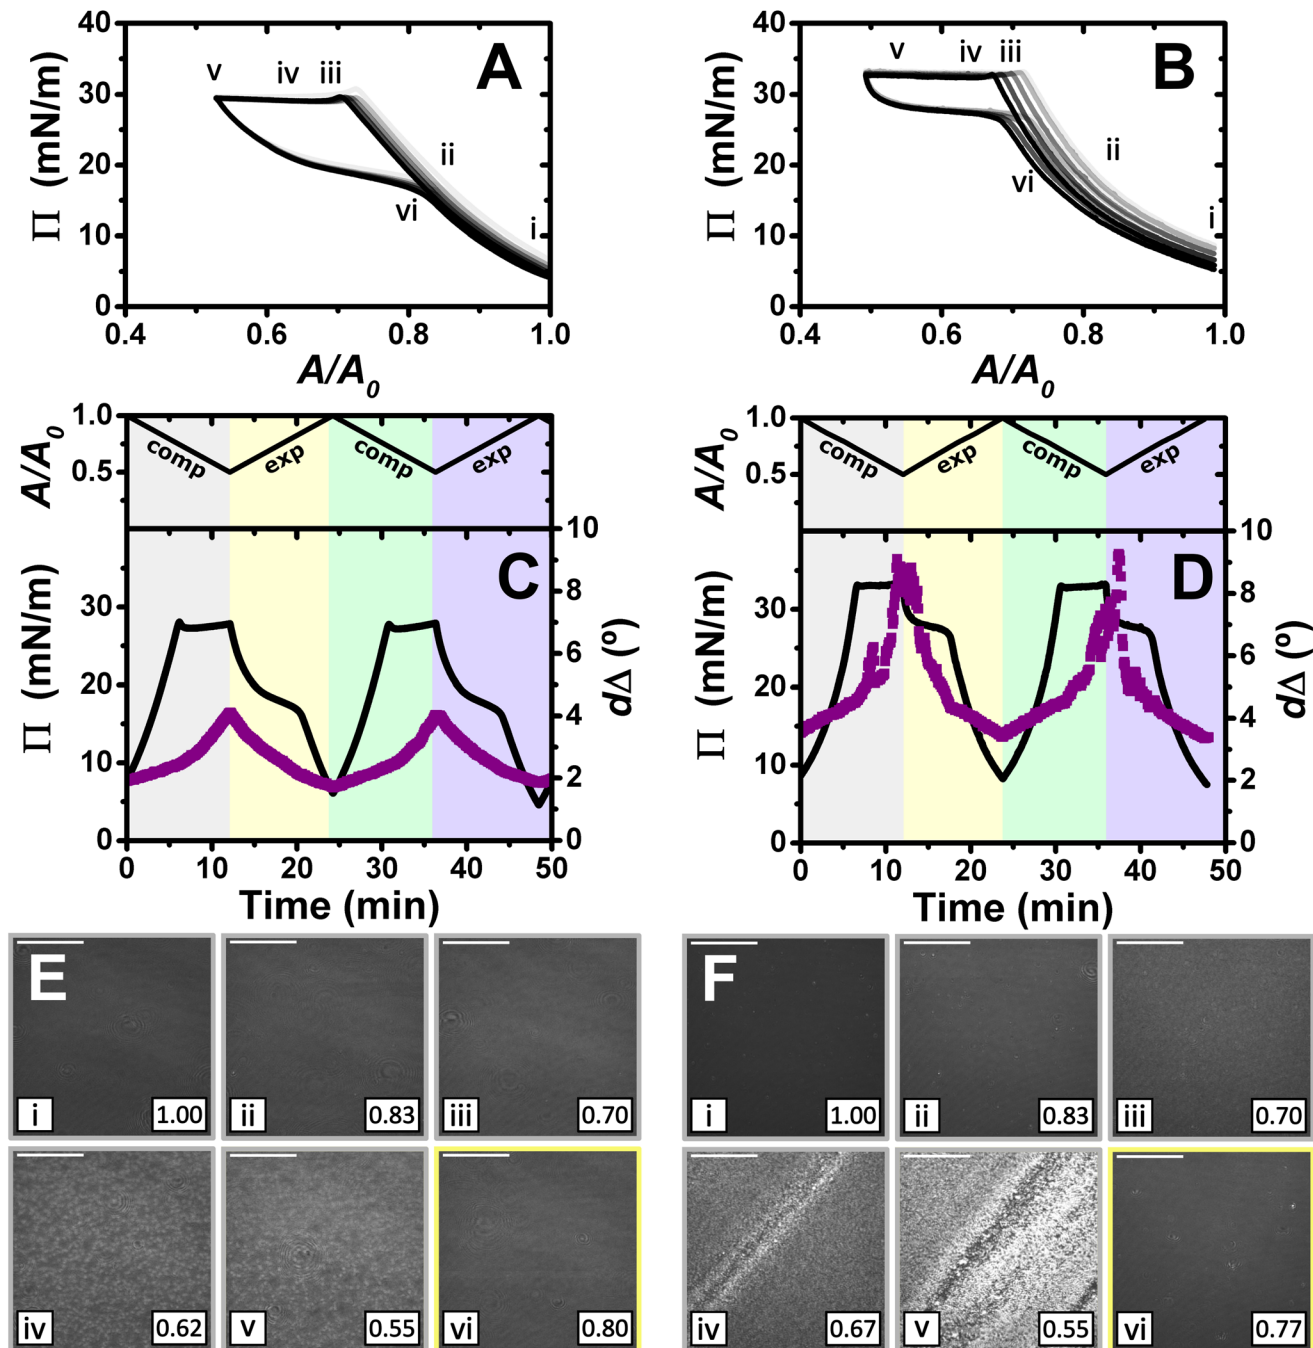 A
40
30
20
10
0
Π (mN/m)
v iv iii ii vi i
0.4 0.6 0.8 1.0
A/A0
B
40
30
20
10
0
Π (mN/m)
v iv iii ii vi i
0.4 0.6 0.8 1.0
A/A0
1.0
0.5
A/A0
comp exp comp exp
C
30
20
10
0
Π (mN/m)
10
8
6
4
2
0
dΔ (º)
0 10 20 30 40 50
Time (min)
1.0
0.5
A/A0
comp exp comp exp
D
30
20
10
0
Π (mN/m)
10
8
6
4
2
0
dΔ (º)
0 10 20 30 40 50
Time (min)
E
i 1.00
ii 0.83
iii 0.70
iv 0.62
v 0.55
vi 0.80
F
i 1.00
ii 0.83
iii 0.70
iv 0.67
v 0.55
vi 0.77